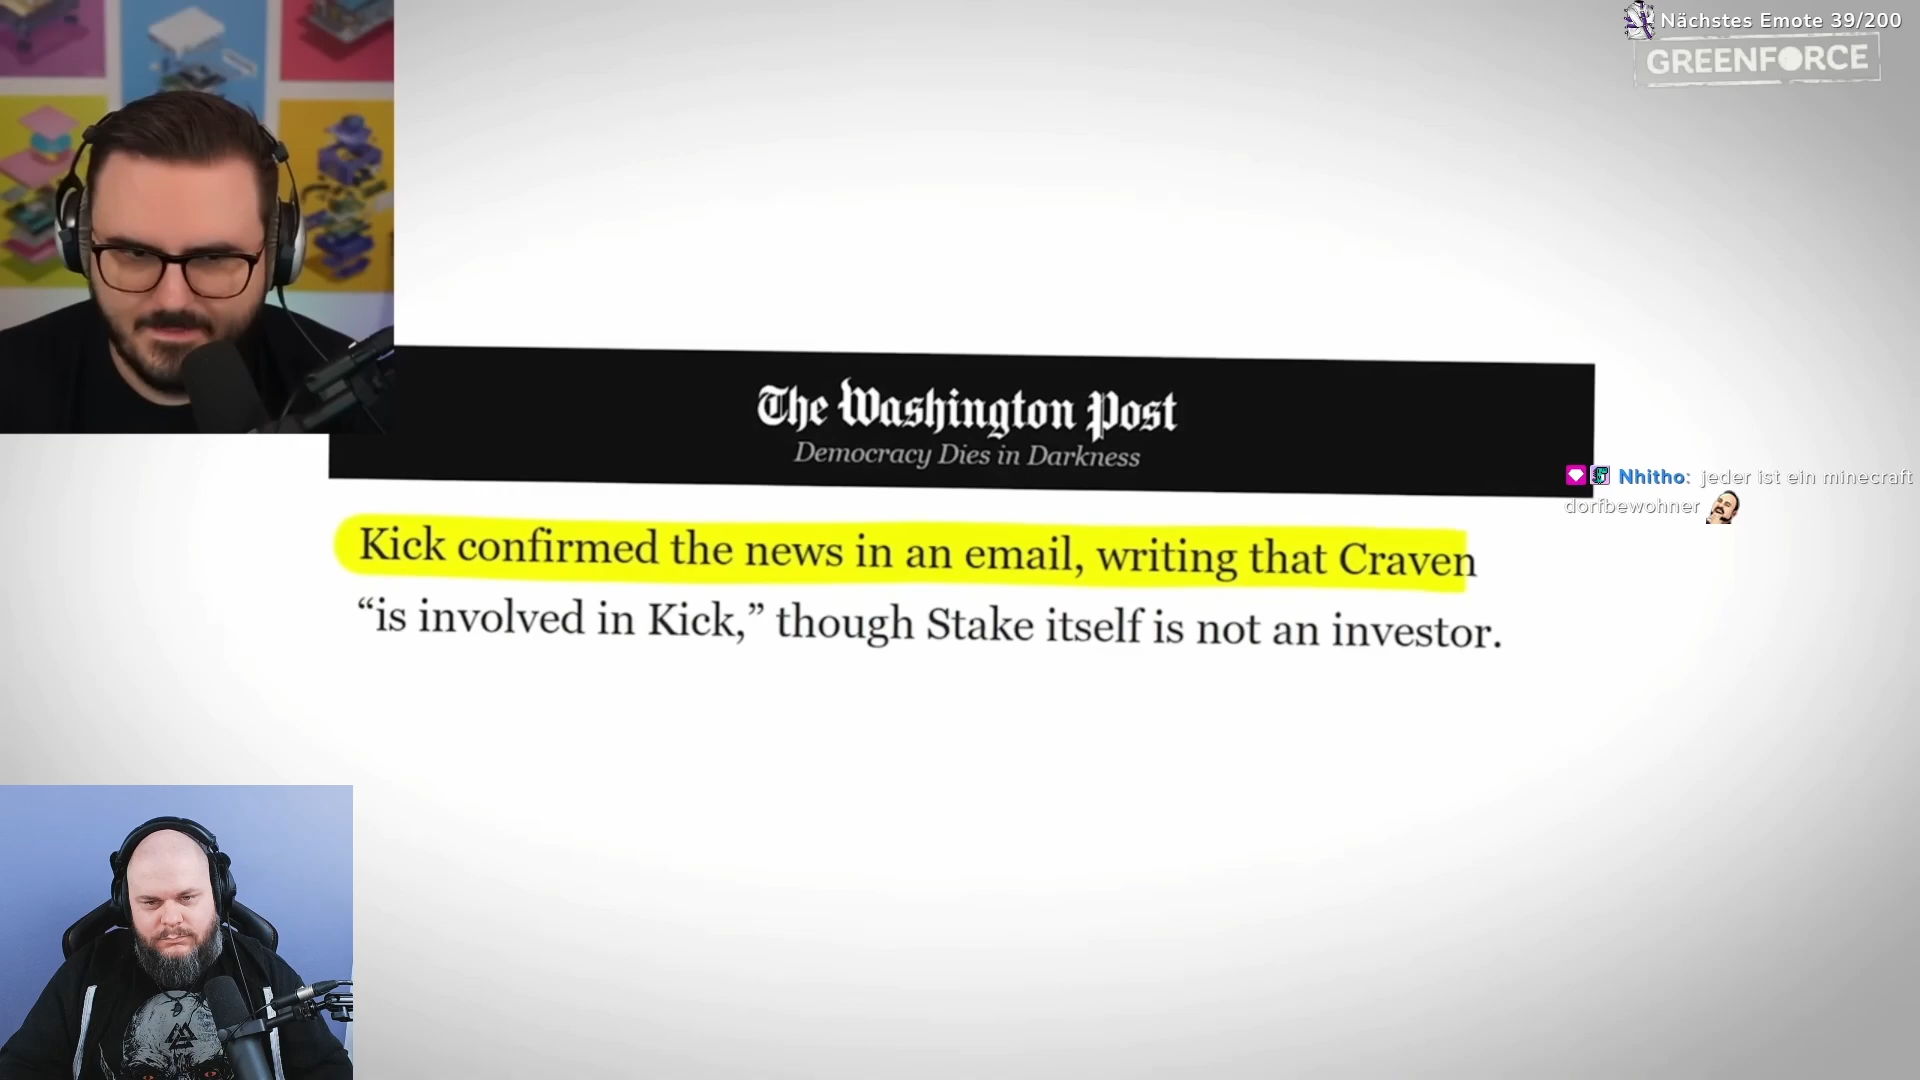 Nächstes Emote 39/200
GREENFORCE
The Washington Post
Democracy Dies in Darkness
Nhitho: jeder ist ein minecraft
dorfbewohner
Kick confirmed the news in an email, writing that Craven
“is involved in Kick,” though Stake itself is not an investor.